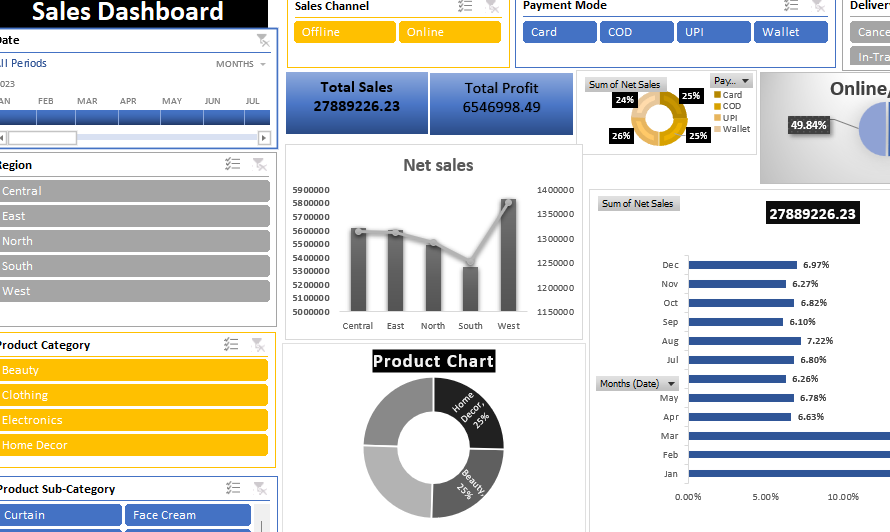 Sales Dashboard
Date
All Periods
MONTHS
2023
JAN FEB MAR APR MAY JUN JUL
Region
Central
East
North
South
West
Product Category
Beauty
Clothing
Electronics
Home Decor
Product Sub-Category
Curtain Face Cream
Sales Channel
Offline Online
Payment Mode
Card COD UPI Wallet
Deliver
Cance
In-Tra
Total Sales
27889226.23
Total Profit
6546998.49
Sum of Net Sales
Pay...
24% 25%
26% 25%
Card
COD
UPI
Wallet
Online/
49.84%
Net sales
5900000
5800000
5700000
5600000
5500000
5400000
5300000
5200000
5100000
5000000
1400000
1350000
1300000
1250000
1200000
1150000
Central East North South West
Product Chart
Home Decor, 25%
Beauty, 25%
Sum of Net Sales
27889226.23
Dec 6.97%
Nov 6.27%
Oct 6.82%
Sep 6.10%
Aug 7.22%
Jul 6.80%
6.26%
Months (Date)
May 6.78%
Apr 6.63%
Mar
Feb
Jan
0.00% 5.00% 10.00%